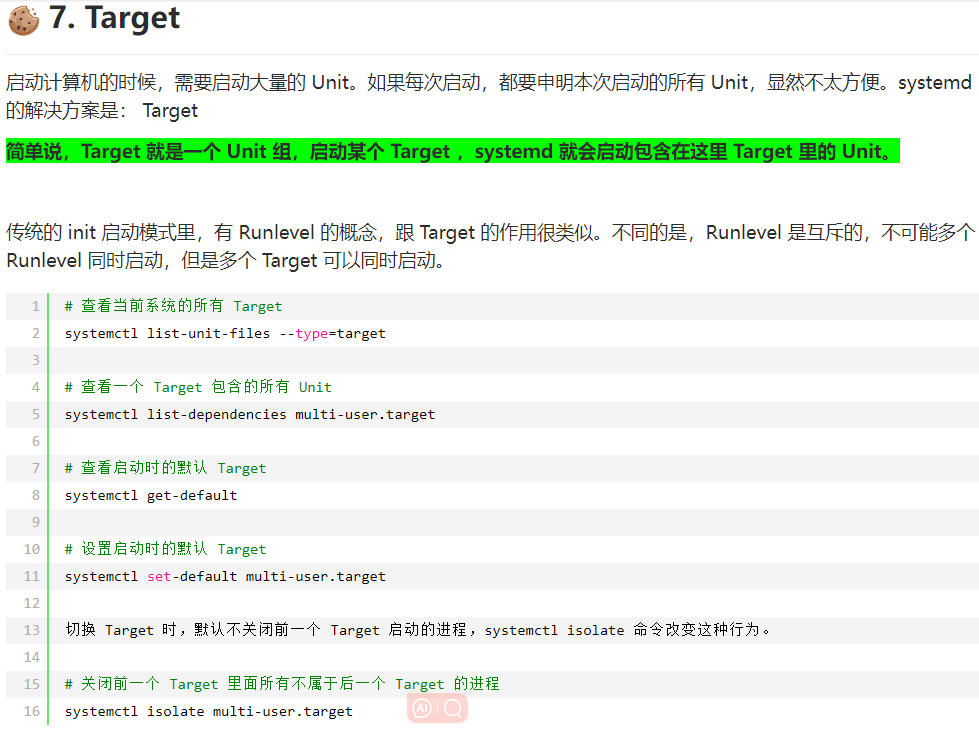 7. Target
启动计算机的时候，需要启动大量的 Unit。如果每次启动，都要申明本次启动的所有 Unit，显然不太方便。systemd
的解决方案是： Target
简单说，Target 就是一个 Unit 组，启动某个 Target ，systemd 就会启动包含在这里 Target 里的 Unit。
传统的 init 启动模式里，有 Runlevel 的概念，跟 Target 的作用很类似。不同的是，Runlevel 是互斥的，不可能多个
Runlevel 同时启动，但是多个 Target 可以同时启动。
1 # 查看当前系统的所有 Target
2 systemctl list-unit-files --type=target
3
4 # 查看一个 Target 包含的所有 Unit
5 systemctl list-dependencies multi-user.target
6
7 # 查看启动时的默认 Target
8 systemctl get-default
9
10 # 设置启动时的默认 Target
11 systemctl set-default multi-user.target
12
13 切换 Target 时，默认不关闭前一个 Target 启动的进程，systemctl isolate 命令改变这种行为。
14
15 # 关闭前一个 Target 里面所有不属于后一个 Target 的进程
16 systemctl isolate multi-user.target
AI